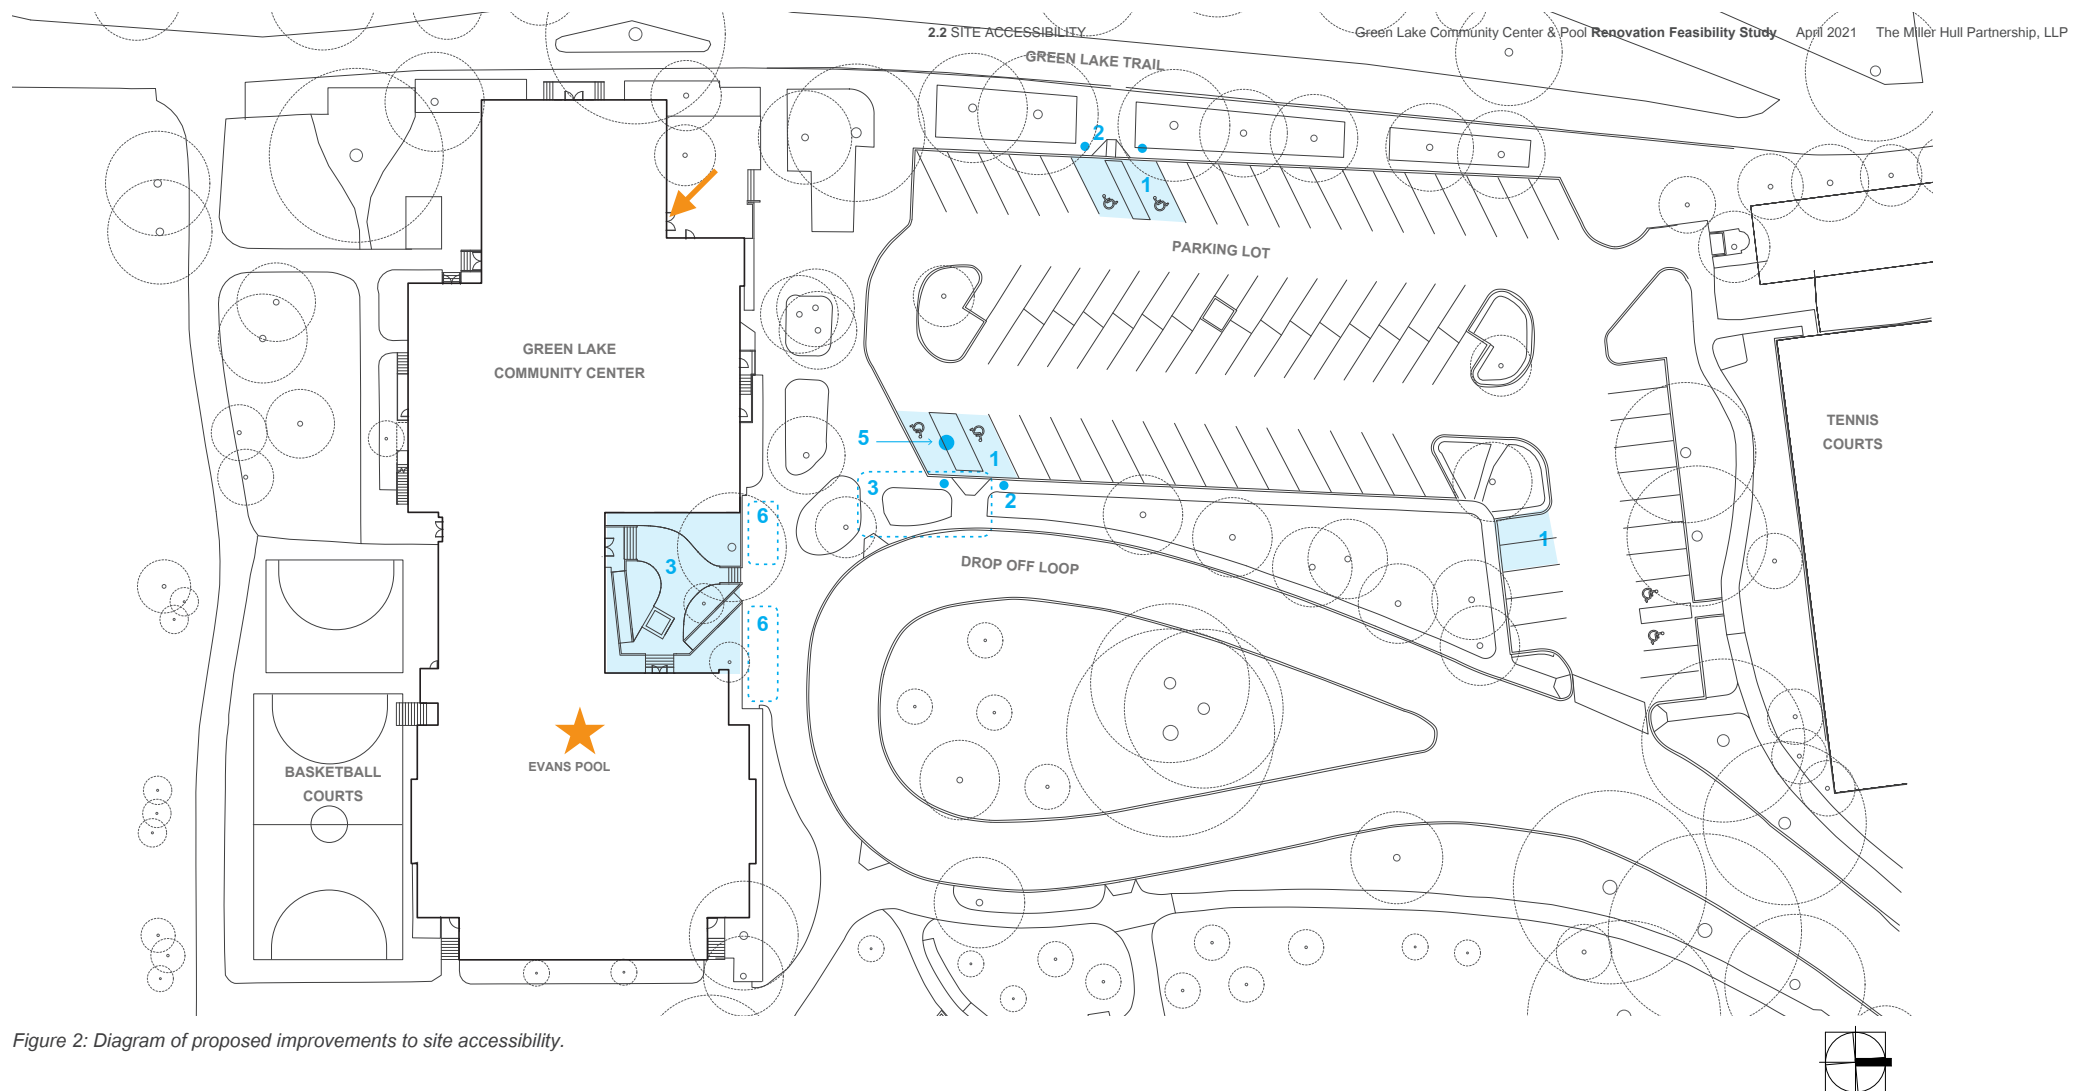 2.2 SITE ACCESSIBILITY
Green Lake Community Center & Pool Renovation Feasibility Study April 2021 The Miller Hull Partnership, LLP
GREEN LAKE TRAIL
2
1
PARKING LOT
GREEN LAKE
COMMUNITY CENTER
TENNIS
COURTS
5
1
3
2
6
1
DROP OFF LOOP
3
6
EVANS POOL
BASKETBALL
COURTS
Figure 2: Diagram of proposed improvements to site accessibility.